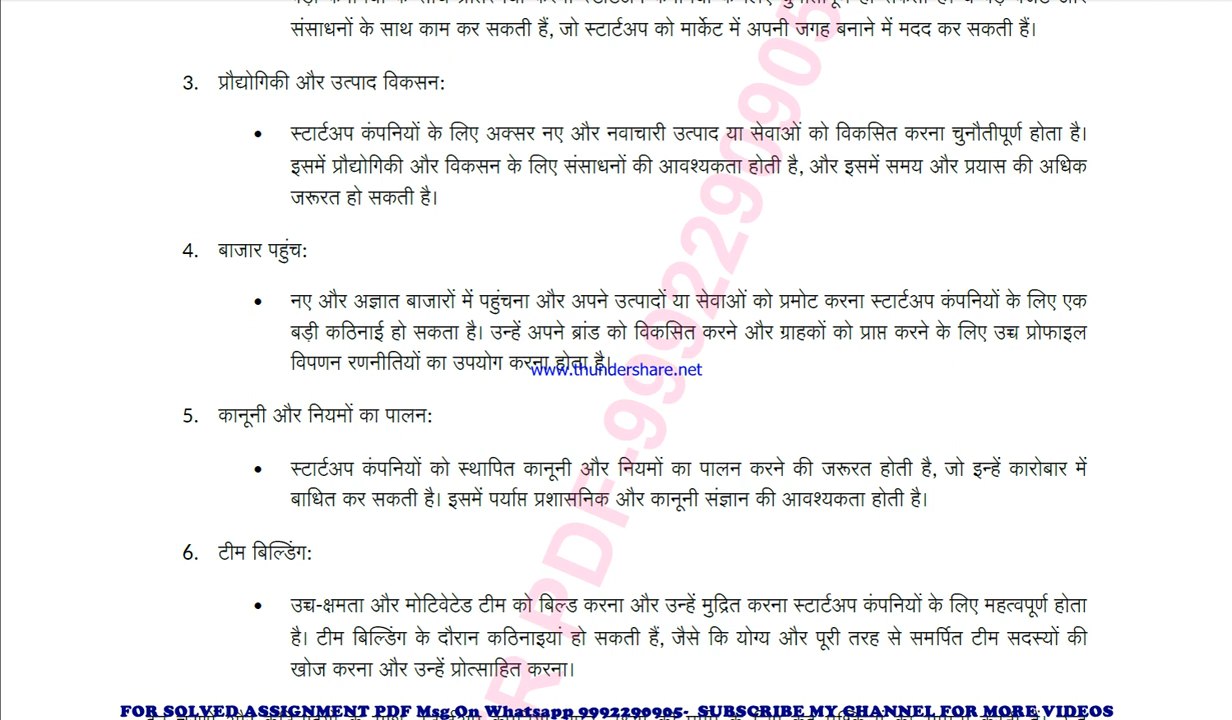 संसाधनों के साथ काम कर सकती हैं, जो स्टार्टअप को मार्केट में अपनी जगह बनाने में मदद कर सकती हैं।
3. प्रौद्योगिकी और उत्पाद विकसन:
• स्टार्टअप कंपनियों के लिए अक्सर नए और नवाचारी उत्पाद या सेवाओं को विकसित करना चुनौतीपूर्ण होता है।
इसमें प्रौद्योगिकी और विकसन के लिए संसाधनों की आवश्यकता होती है, और इसमें समय और प्रयास की अधिक
जरूरत हो सकती है।
4. बाजार पहुंच:
• नए और अज्ञात बाजारों में पहुंचना और अपने उत्पादों या सेवाओं को प्रमोट करना स्टार्टअप कंपनियों के लिए एक
बड़ी कठिनाई हो सकता है। उन्हें अपने ब्रांड को विकसित करने और ग्राहकों को प्राप्त करने के लिए उच्च प्रोफाइल
विपणन रणनीतियों का उपयोग करना होता है।
www.thundershare.net
5. कानूनी और नियमों का पालन:
• स्टार्टअप कंपनियों को स्थापित कानूनी और नियमों का पालन करने की जरूरत होती है, जो इन्हें कारोबार में
बाधित कर सकती है। इसमें पर्याप्त प्रशासनिक और कानूनी संज्ञान की आवश्यकता होती है।
6. टीम बिल्डिंग:
• उच्च-क्षमता और मोटिवेटेड टीम को बिल्ड करना और उन्हें मुद्रित करना स्टार्टअप कंपनियों के लिए महत्वपूर्ण होता
है। टीम बिल्डिंग के दौरान कठिनाइयां हो सकती हैं, जैसे कि योग्य और पूरी तरह से समर्पित टीम सदस्यों की
खोज करना और उन्हें प्रोत्साहित करना।
R PDF-9992290905
FOR SOLVED ASSIGNMENT PDF Msg On Whatsapp 9992290905- SUBSCRIBE MY CHANNEL FOR MORE VIDEOS